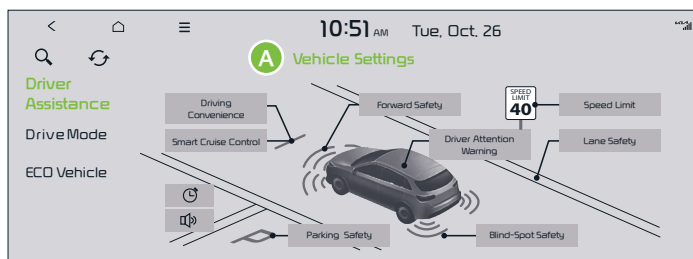 10:51 AM Tue, Oct. 26
A Vehicle Settings
Driver
Assistance
Drive Mode
ECO Vehicle
Driving
Convenience
Smart Cruise Control
Forward Safety
Driver Attention
Warning
SPEED
LIMIT
40
Speed Limit
Lane Safety
Parking Safety
Blind-Spot Safety